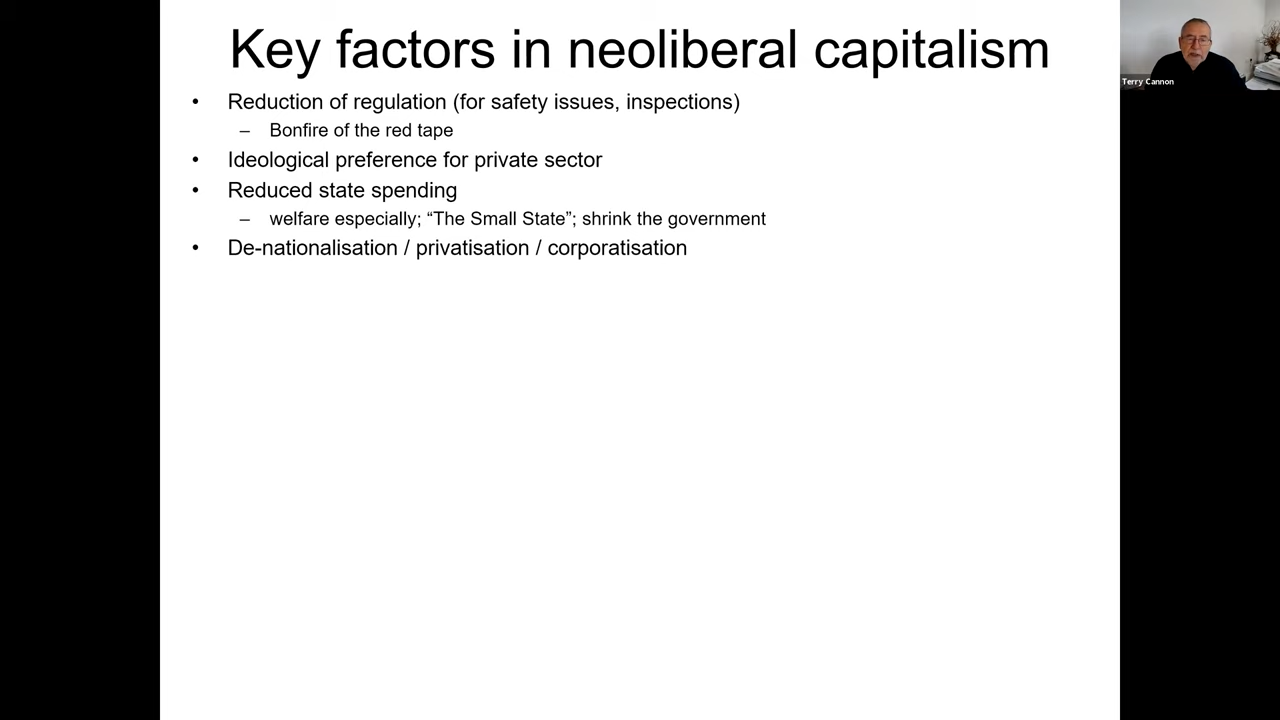 Key factors in neoliberal capitalism
• Reduction of regulation (for safety issues, inspections)
– Bonfire of the red tape
• Ideological preference for private sector
• Reduced state spending
– welfare especially; “The Small State”; shrink the government
• De-nationalisation / privatisation / corporatisation
Terry Cannon